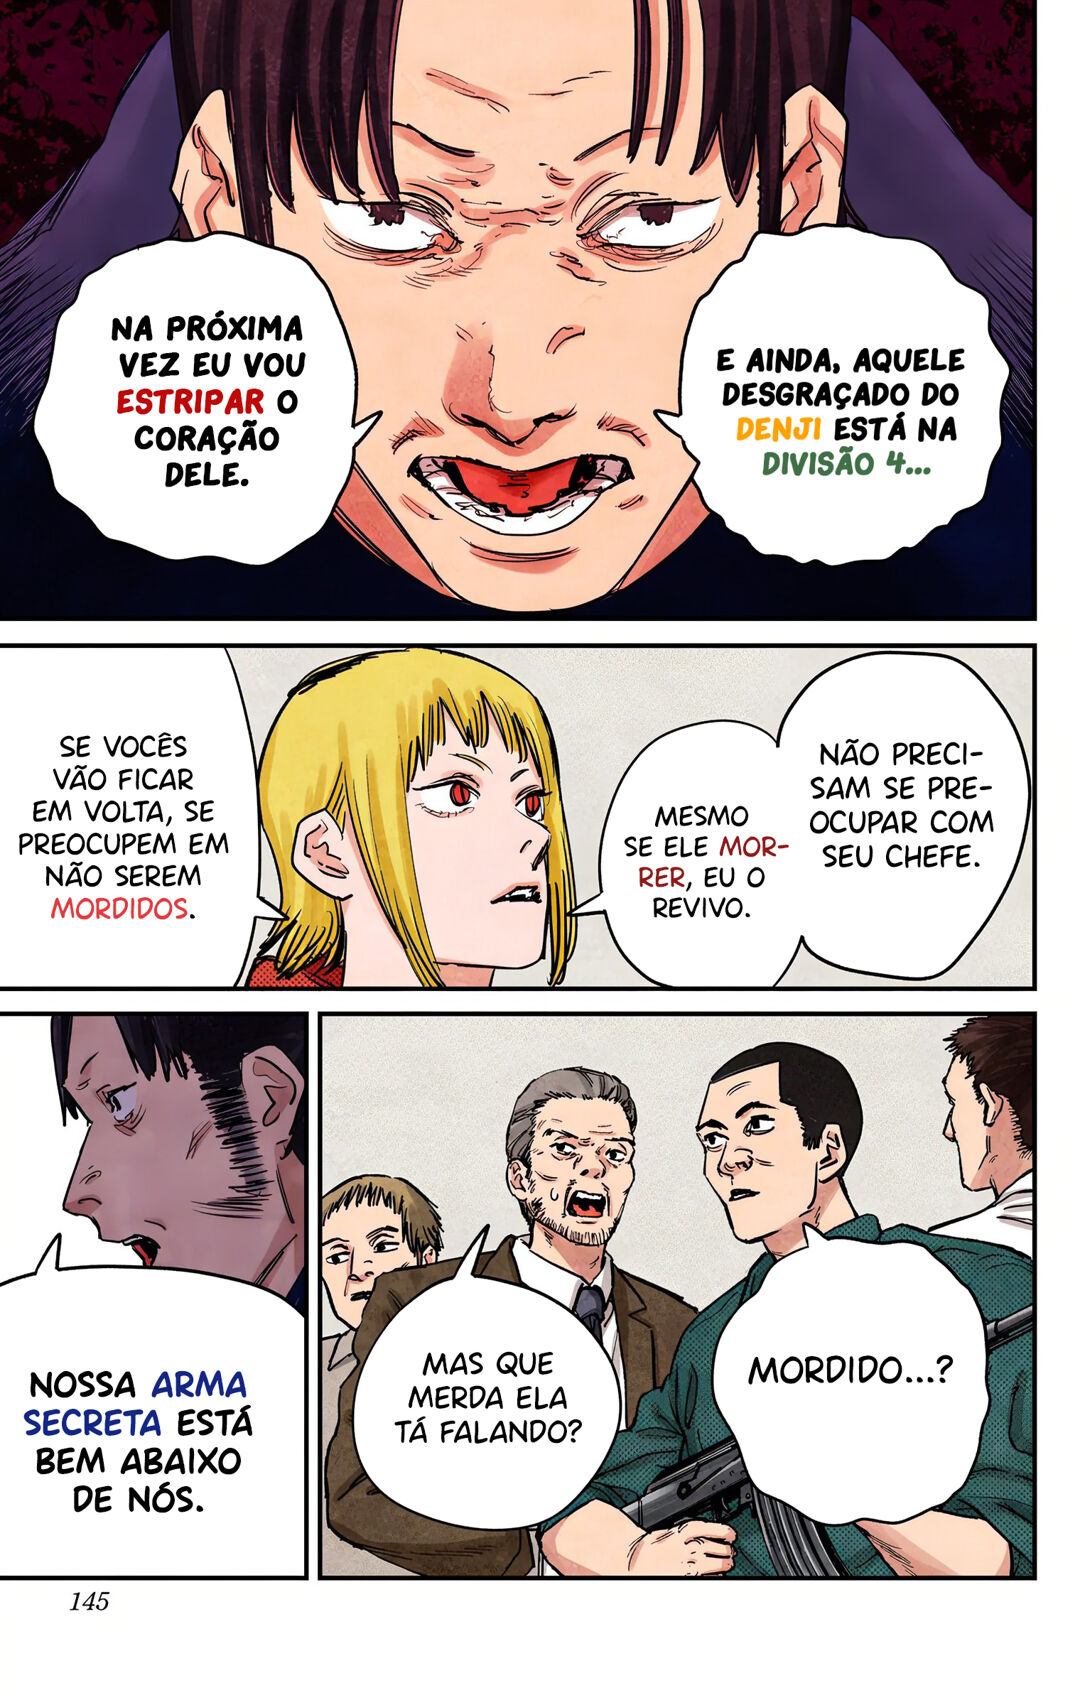 E AINDA, AQUELE
DESGRAÇADO DO
DENJI ESTÁ NA
DIVISÃO 4...
NA PRÓXIMA
VEZ EU VOU
ESTRIPAR O
CORAÇÃO
DELE.
NÃO PRECI-
SAM SE PRE-
OCUPAR COM
SEU CHEFE.
MESMO
SE ELE MOR-
RER, EU O
REVIVO.
SE VOCÊS
VÃO FICAR
EM VOLTA, SE
PREOCUPEM EM
NÃO SEREM
MORDIDOS.
MORDIDO...?
MAS QUE
MERDA ELA
TÁ FALANDO?
NOSSA ARMA
SECRETA ESTÁ
BEM ABAIXO
DE NÓS.
145